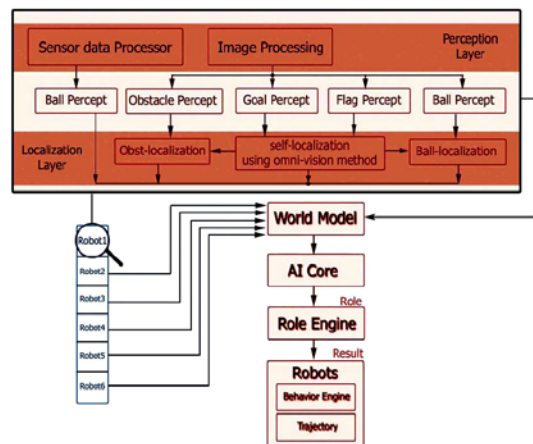 Sensor data Processor
Image Processing
Perception
Layer
Ball Percept
Obstacle Percept
Goal Percept
Flag Percept
Ball Percept
Localization
Layer
Obst-localization
self-localization
using omni-vision method
Ball-localization
Robot1
Robot2
Robot3
Robot4
Robot5
Robot6
World Model
AI Core
Role
Role Engine
Result
Robots
Behavior Engine
Trajectory